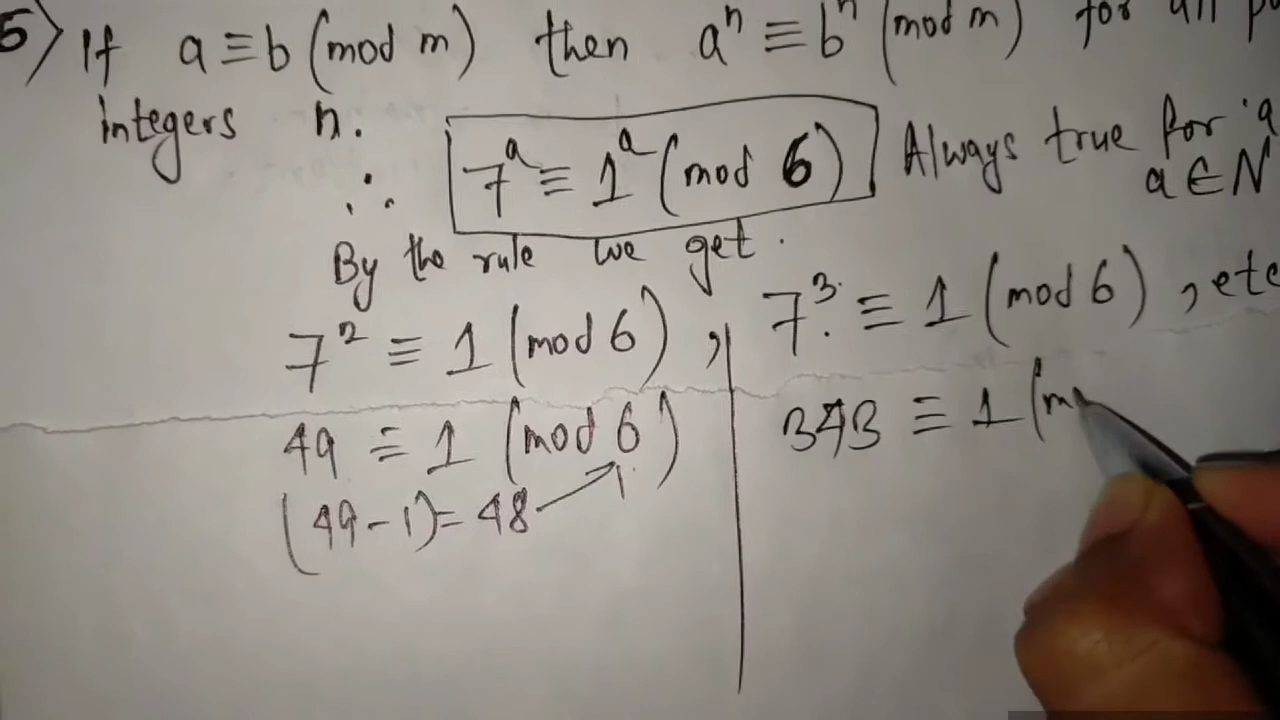 5) If a ≡ b (mod m) then aⁿ ≡ bⁿ (mod m) for all
integers n.
∴ 7ᵃ ≡ 1ᵃ (mod 6) Always true for 'a
a ∈ N
By the rule we get.
7² ≡ 1 (mod 6) , 7³ ≡ 1 (mod 6) , etc
49 ≡ 1 (mod 6) 343 ≡ 1 (m
(49 - 1) = 48